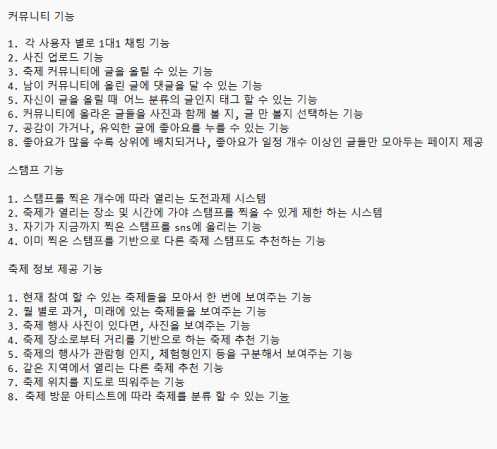 커뮤니티 기능
1. 각 사용자 별로 1대1 채팅 기능
2. 사진 업로드 기능
3. 축제 커뮤니티에 글을 올릴 수 있는 기능
4. 남이 커뮤니티에 올린 글에 댓글을 달 수 있는 기능
5. 자신이 글을 올릴 때 어느 분류의 글인지 태그 할 수 있는 기능
6. 커뮤니티에 올라온 글들을 사진과 함께 볼 지, 글 만 볼지 선택하는 기능
7. 공감이 가거나, 유익한 글에 좋아요를 누를 수 있는 기능
8. 좋아요가 많을 수록 상위에 배치되거나, 좋아요가 일정 개수 이상인 글들만 모아두는 페이지 제공
스탬프 기능
1. 스탬프를 찍은 개수에 따라 열리는 도전과제 시스템
2. 축제가 열리는 장소 및 시간에 가야 스탬프를 찍을 수 있게 제한 하는 시스템
3. 자기가 지금까지 찍은 스탬프를 sns에 올리는 기능
4. 이미 찍은 스탬프를 기반으로 다른 축제 스탬프도 추천하는 기능
축제 정보 제공 기능
1. 현재 참여 할 수 있는 축제들을 모아서 한 번에 보여주는 기능
2. 월 별로 과거, 미래에 있는 축제들을 보여주는 기능
3. 축제 행사 사진이 있다면, 사진을 보여주는 기능
4. 축제 장소로부터 거리를 기반으로 하는 축제 추천 기능
5. 축제의 행사가 관람형 인지, 체험형인지 등을 구분해서 보여주는 기능
6. 같은 지역에서 열리는 다른 축제 추천 기능
7. 축제 위치를 지도로 띄워주는 기능
8. 축제 방문 아티스트에 따라 축제를 분류 할 수 있는 기능